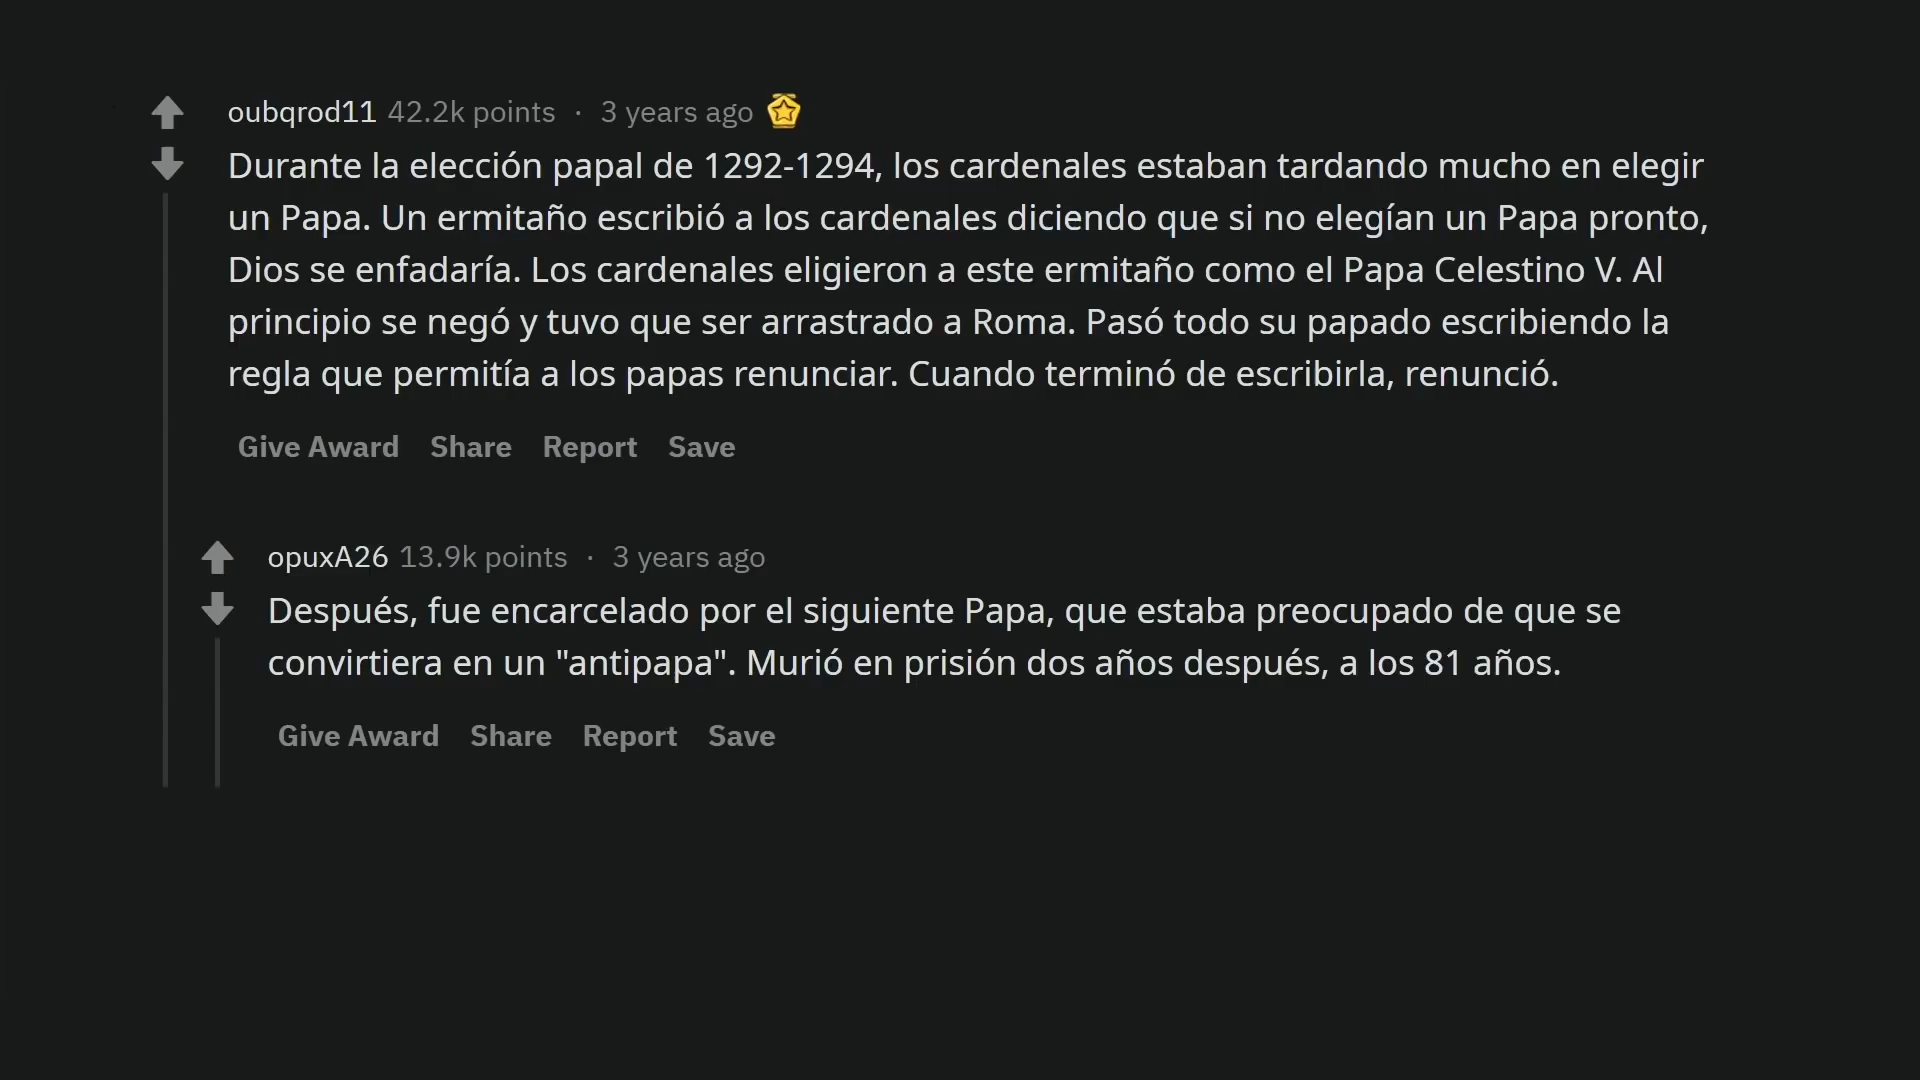 oubqrod11 42.2k points · 3 years ago
Durante la elección papal de 1292-1294, los cardenales estaban tardando mucho en elegir
un Papa. Un ermitaño escribió a los cardenales diciendo que si no elegían un Papa pronto,
Dios se enfadaría. Los cardenales eligieron a este ermitaño como el Papa Celestino V. Al
principio se negó y tuvo que ser arrastrado a Roma. Pasó todo su papado escribiendo la
regla que permitía a los papas renunciar. Cuando terminó de escribirla, renunció.
Give Award Share Report Save
opuxA26 13.9k points · 3 years ago
Después, fue encarcelado por el siguiente Papa, que estaba preocupado de que se
convirtiera en un "antipapa". Murió en prisión dos años después, a los 81 años.
Give Award Share Report Save